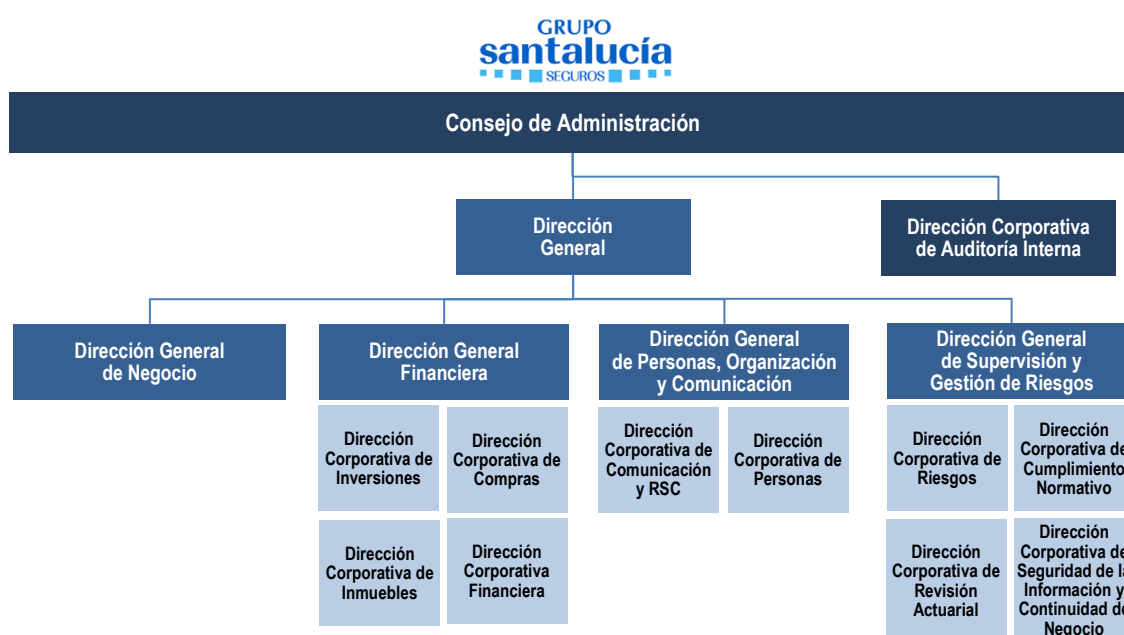 GRUPO
santalucía
SEGUROS
Consejo de Administración
Dirección
General
Dirección Corporativa
de Auditoría Interna
Dirección General
de Negocio
Dirección General
Financiera
Dirección General
de Personas, Organización
y Comunicación
Dirección General
de Supervisión y
Gestión de Riesgos
Dirección
Corporativa de
Inversiones
Dirección
Corporativa de
Compras
Dirección
Corporativa de
Comunicación
y RSC
Dirección
Corporativa de
Personas
Dirección
Corporativa de
Riesgos
Dirección
Corporativa de
Cumplimiento
Normativo
Dirección
Corporativa de
Inmuebles
Dirección
Corporativa
Financiera
Dirección
Corporativa de
Revisión
Actuarial
Dirección
Corporativa de
Seguridad de la
Información y
Continuidad de
Negocio